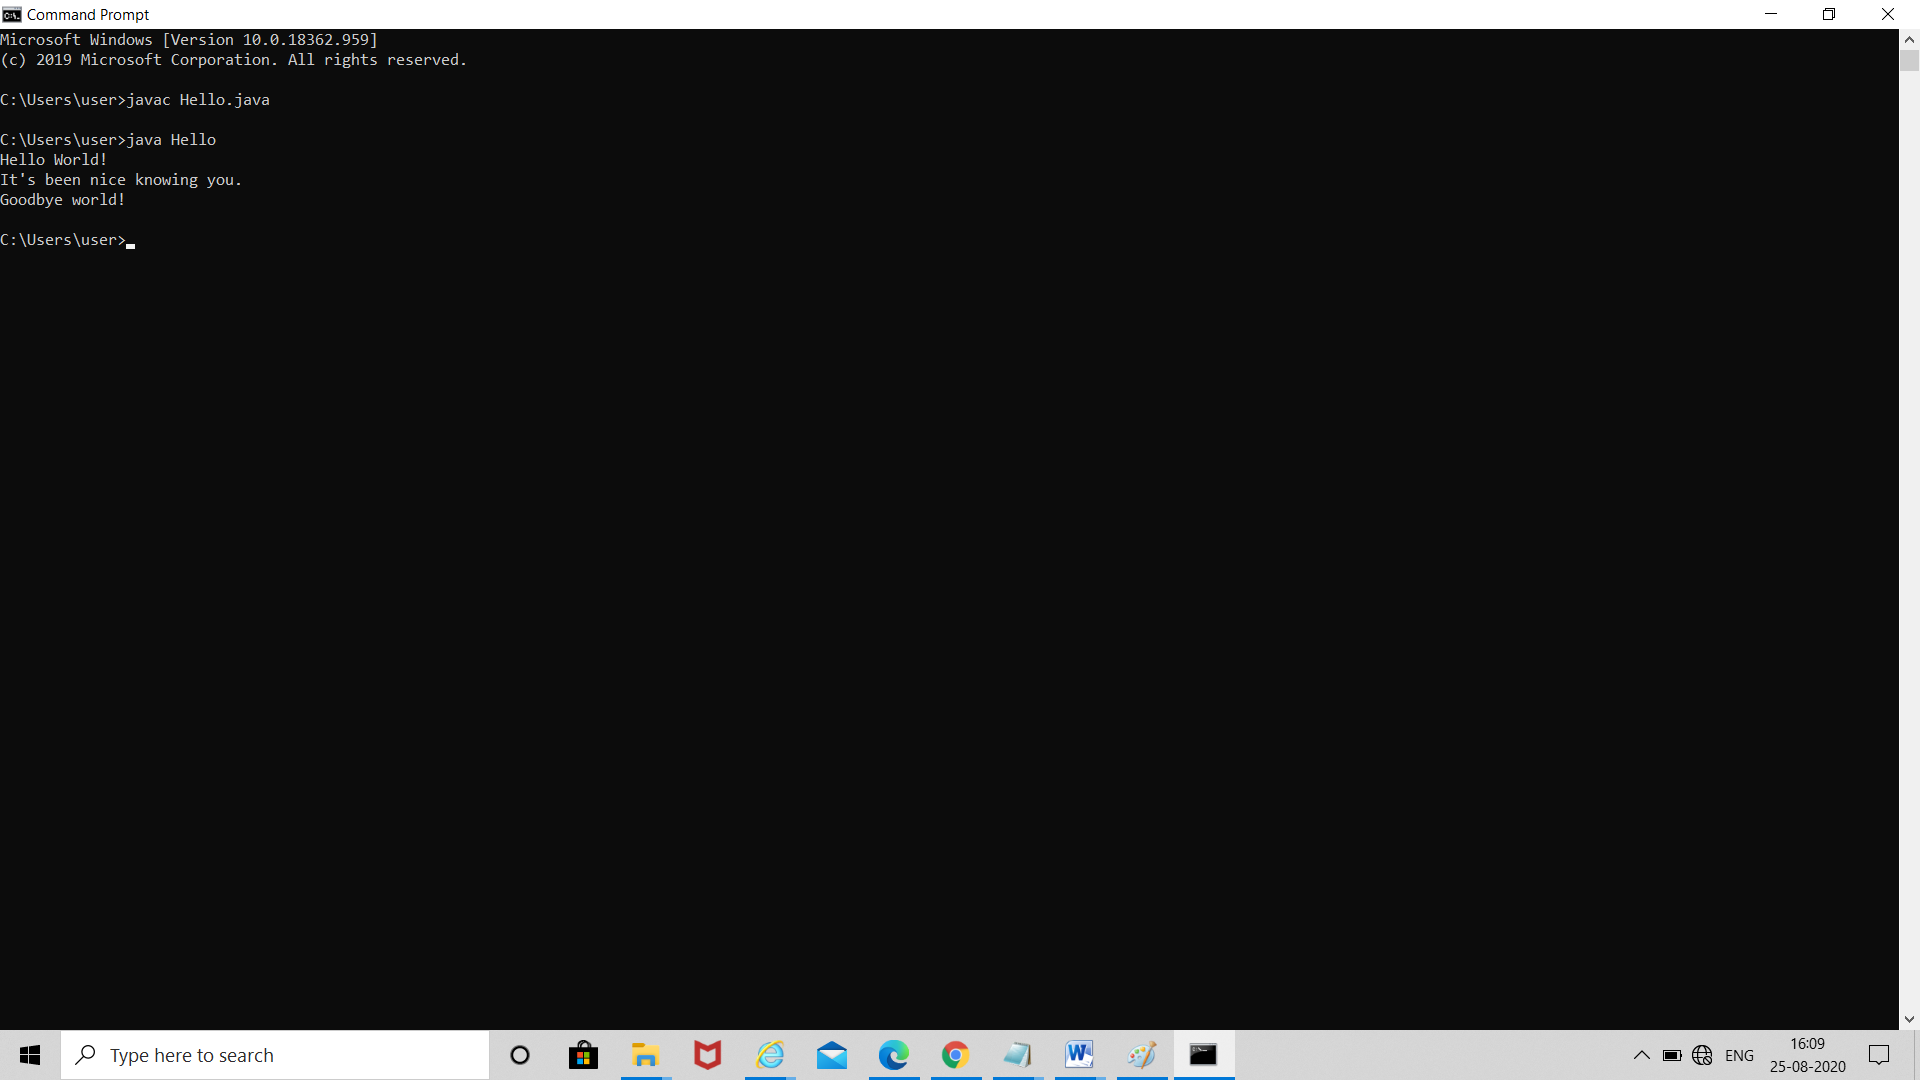 Command Prompt
Microsoft Windows [Version 10.0.18362.959]
(c) 2019 Microsoft Corporation. All rights reserved.
C:\Users\user>javac Hello.java
C:\Users\user>java Hello
Hello World!
It's been nice knowing you.
Goodbye world!
C:\Users\user>
Type here to search
ENG
16:09
25-08-2020